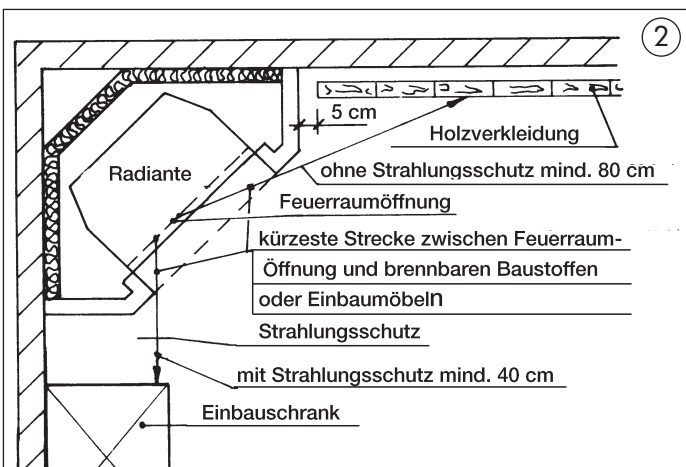 2
5 cm
Holzverkleidung
Radiante
ohne Strahlungsschutz mind. 80 cm
Feuerraumöffnung
kürzeste Strecke zwischen Feuerraum-
Öffnung und brennbaren Baustoffen
oder Einbaumöbeln
Strahlungsschutz
mit Strahlungsschutz mind. 40 cm
Einbauschrank